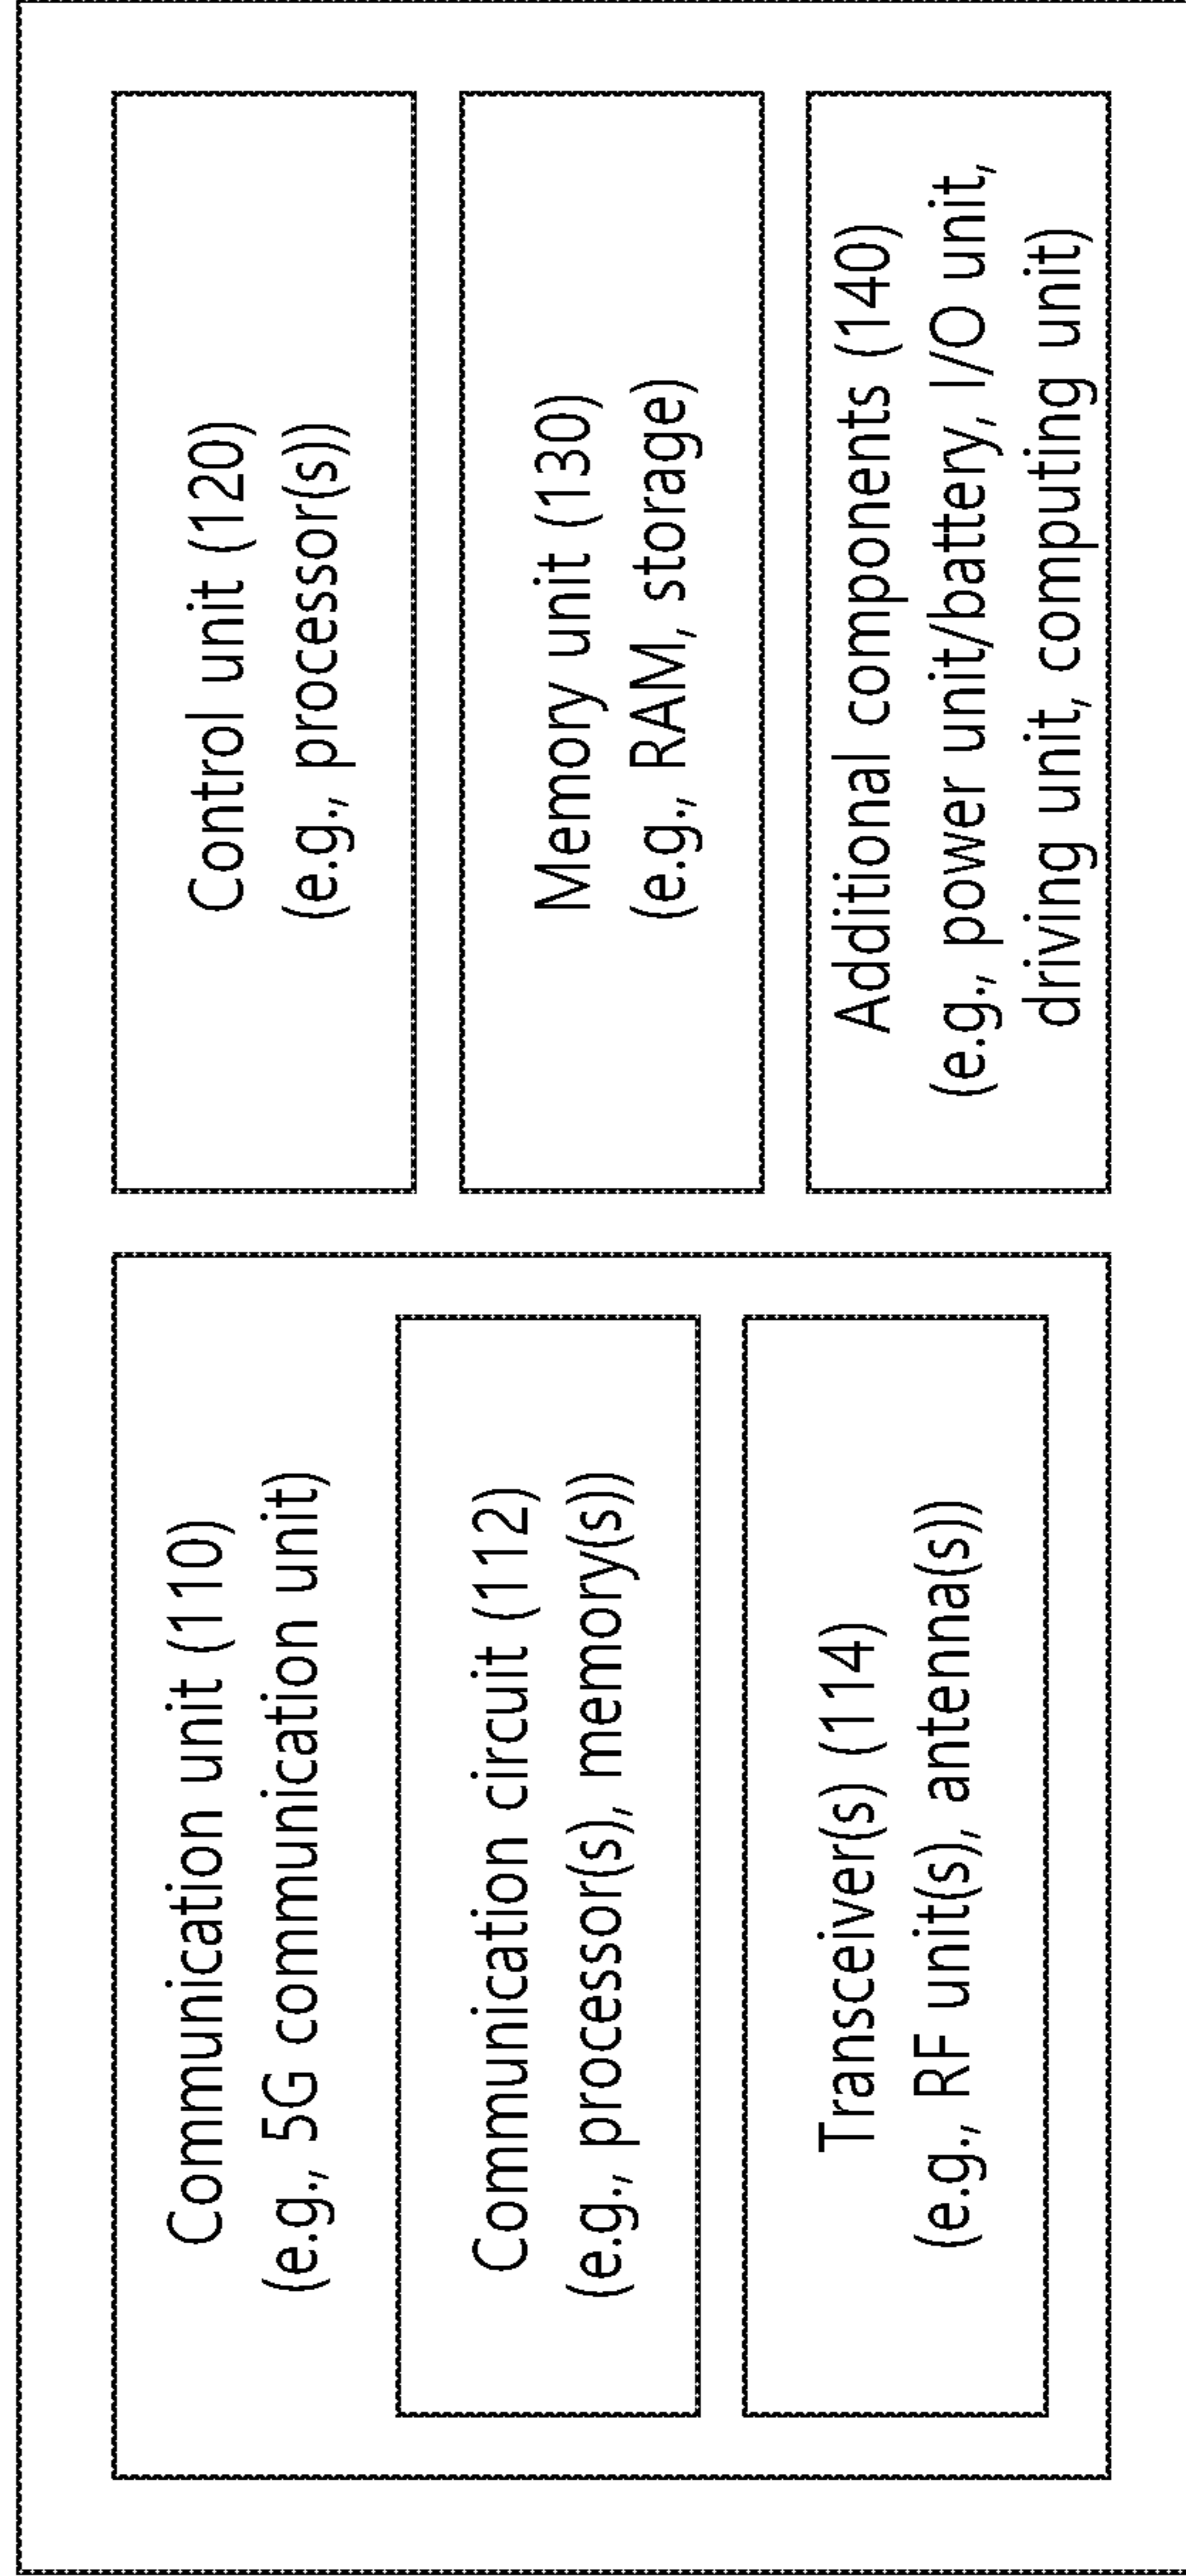 Communication unit (110)
(e.g., 5G communication unit)
Communication circuit (112)
(e.g., processor(s), memory(s))
Transceiver(s) (114)
(e.g., RF unit(s), antenna(s))
Control unit (120)
(e.g., processor(s))
Memory unit (130)
(e.g., RAM, storage)
Additional components (140)
(e.g., power unit/battery, I/O unit,
driving unit, computing unit)